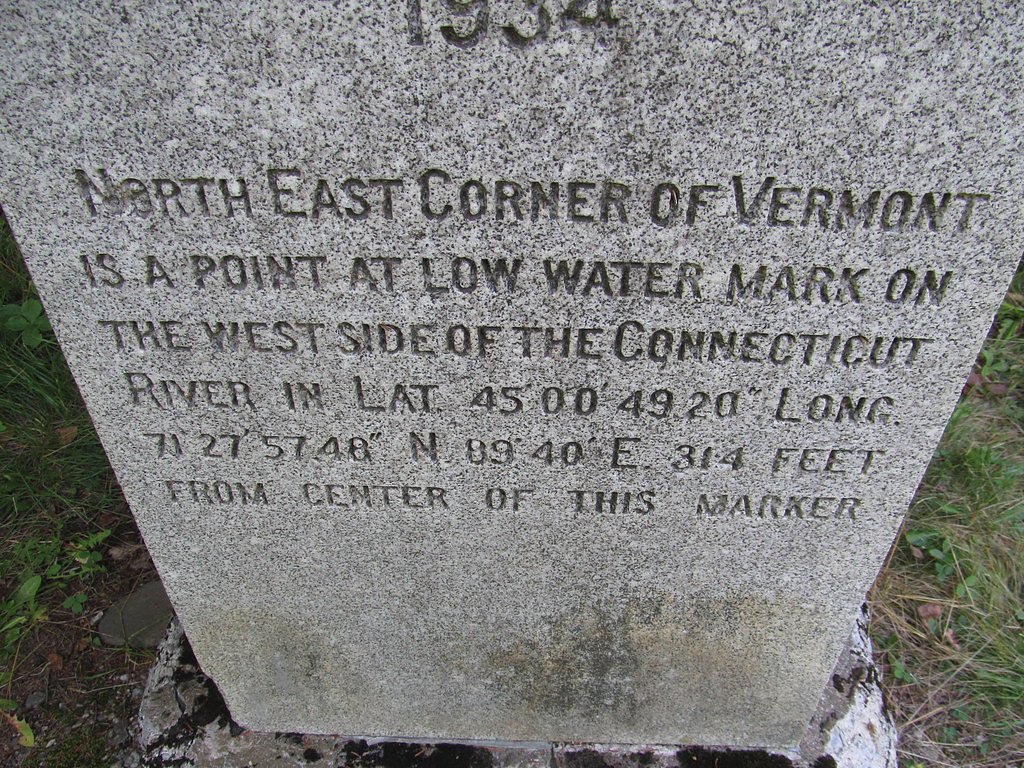 1934
NORTH EAST CORNER OF VERMONT
IS A POINT AT LOW WATER MARK ON
THE WEST SIDE OF THE CONNECTICUT
RIVER IN LAT. 45°00'49.20" LONG.
71°27'57.48" N. 89°40' E. 314 FEET
FROM CENTER OF THIS MARKER